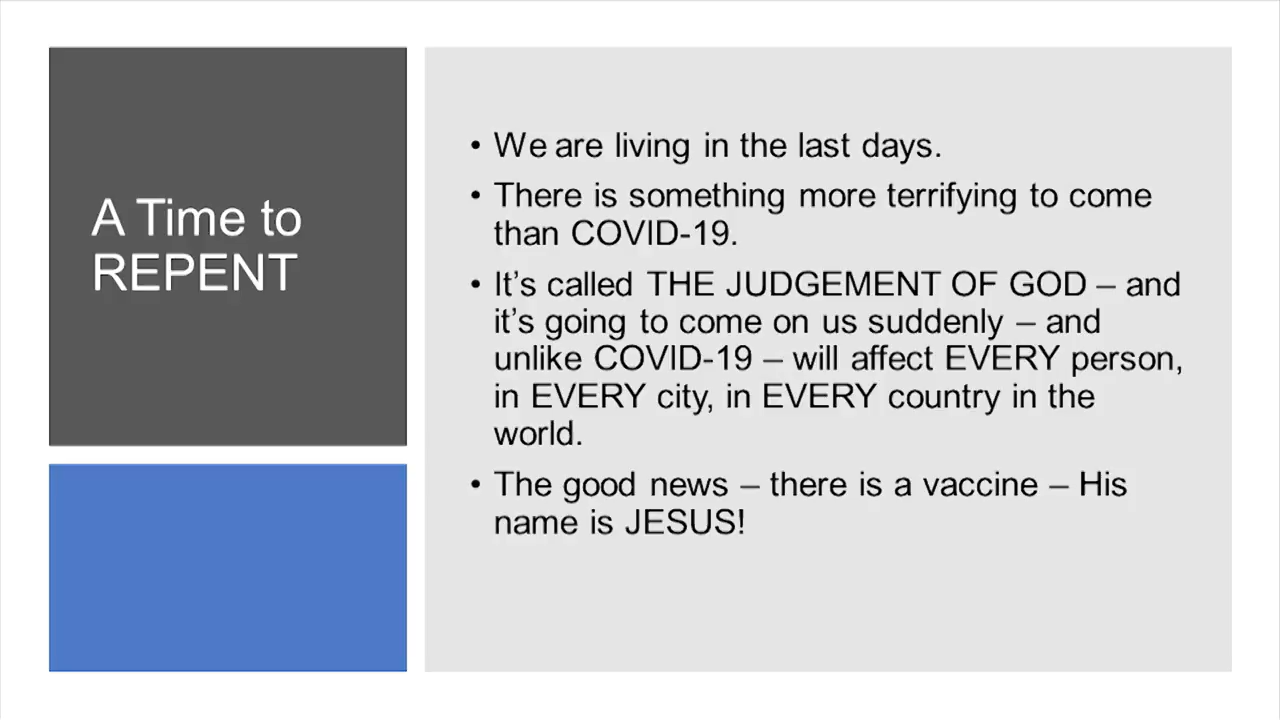 A Time to
REPENT
• We are living in the last days.
• There is something more terrifying to come
than COVID-19.
• It’s called THE JUDGEMENT OF GOD – and
it’s going to come on us suddenly – and
unlike COVID-19 – will affect EVERY person,
in EVERY city, in EVERY country in the
world.
• The good news – there is a vaccine – His
name is JESUS!